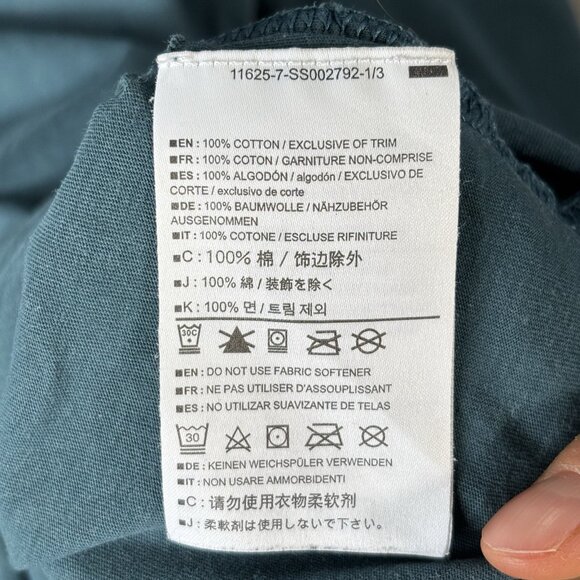 11625-7-SS002792-1/3
■EN : 100% COTTON / EXCLUSIVE OF TRIM
■FR : 100% COTON / GARNITURE NON-COMPRISE
■ES : 100% ALGODÓN / algodón / EXCLUSIVO DE
CORTE / exclusivo de corte
■DE : 100% BAUMWOLLE / NÄHZUBEHÖR
AUSGENOMMEN
■IT : 100% COTONE / ESCLUSE RIFINITURE
■C : 100% 棉 / 饰边除外
■J : 100% 綿 / 装飾を除く
■K : 100% 면 / 트림 제외
30C
■EN : DO NOT USE FABRIC SOFTENER
■FR : NE PAS UTILISER D'ASSOUPLISSANT
■ES : NO UTILIZAR SUAVIZANTE DE TELAS
30
■DE : KEINEN WEICHSPÜLER VERWENDEN
■IT : NON USARE AMMORBIDENTI
■C : 请勿使用衣物柔软剂
■J : 柔軟剤は使用しないで下さい。